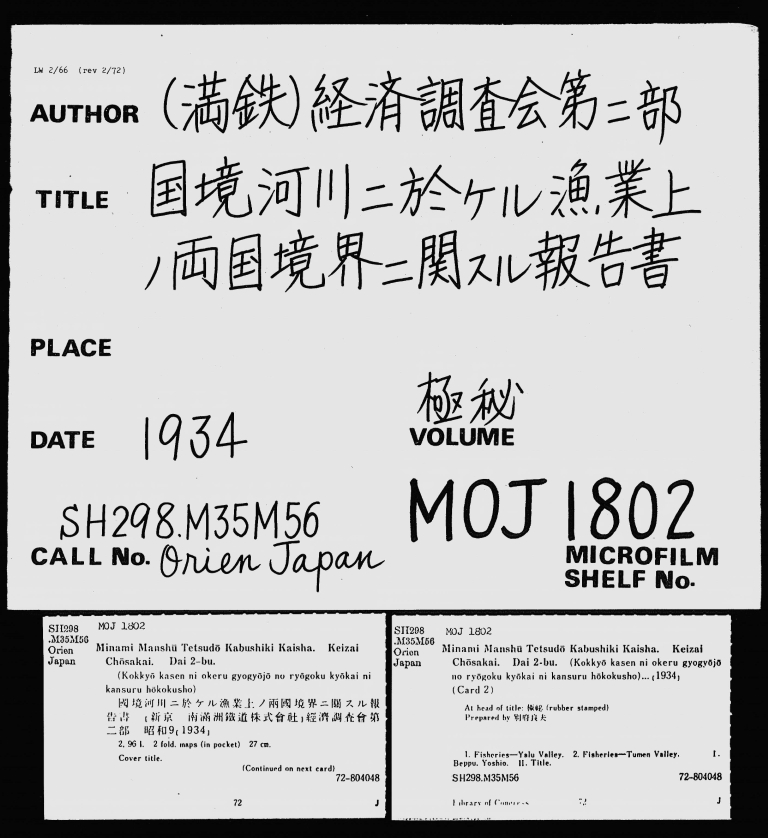 LW 2/66 (rev 2/72)
AUTHOR (満鉄)経済調査会第二部
TITLE 国境河川ニ於ケル漁業上
ノ両国境界ニ関スル報告書
PLACE
極秘
DATE 1934 VOLUME
SH298.M35M56 MOJ 1802
CALL No. Orien Japan MICROFILM
SHELF No.
SH298
.M35M56
Orien
Japan
MOJ 1802
Minami Manshū Tetsudō Kabushiki Kaisha. Keizai
Chōsakai. Dai 2-bu.
(Kokkyō kasen ni okeru gyogyōjō no ryōgoku kyōkai ni
kansuru hōkokusho)
國境河川ニ於ケル漁業上ノ兩國境界ニ關スル報
告書 [新京 南滿洲鐵道株式會社]經濟調査會第
二部 昭和9[1934]
2, 96 l. 2 fold. maps (in pocket) 27 cm.
Cover title.
(Continued on next card)
72-804048
72 J
SH298
.M35M56
Orien
Japan
MOJ 1802
Minami Manshū Tetsudō Kabushiki Kaisha. Keizai
Chōsakai. Dai 2-bu. (Kokkyō kasen ni okeru gyogyōjō
no ryōgoku kyōkai ni kansuru hōkokusho)... [1934]
(Card 2)
At head of title: 極秘 (rubber stamped)
Prepared by 別府良夫
1. Fisheries—Yalu Valley. 2. Fisheries—Tumen Valley. I.
Beppu, Yoshio. II. Title.
SH298.M35M56 72-804048
Library of Congress 72 J